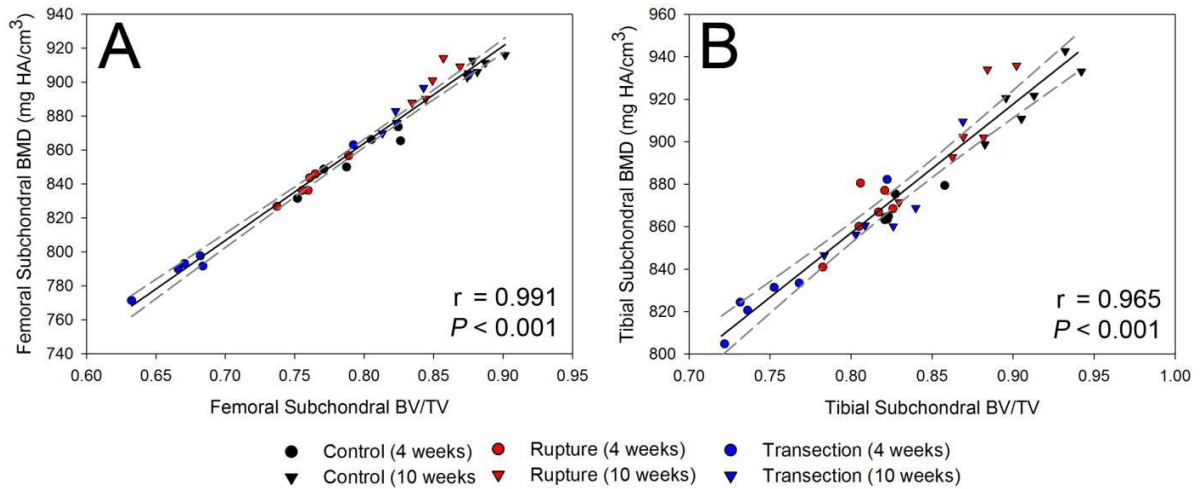 A
Femoral Subchondral BMD (mg HA/cm³)
940
920
900
880
860
840
820
800
780
760
740
r = 0.991
P < 0.001
0.60 0.65 0.70 0.75 0.80 0.85 0.90 0.95
Femoral Subchondral BV/TV
B
Tibial Subchondral BMD (mg HA/cm³)
960
940
920
900
880
860
840
820
800
r = 0.965
P < 0.001
0.70 0.75 0.80 0.85 0.90 0.95 1.00
Tibial Subchondral BV/TV
Control (4 weeks) Rupture (4 weeks) Transection (4 weeks)
Control (10 weeks Rupture (10 weeks) Transection (10 weeks)